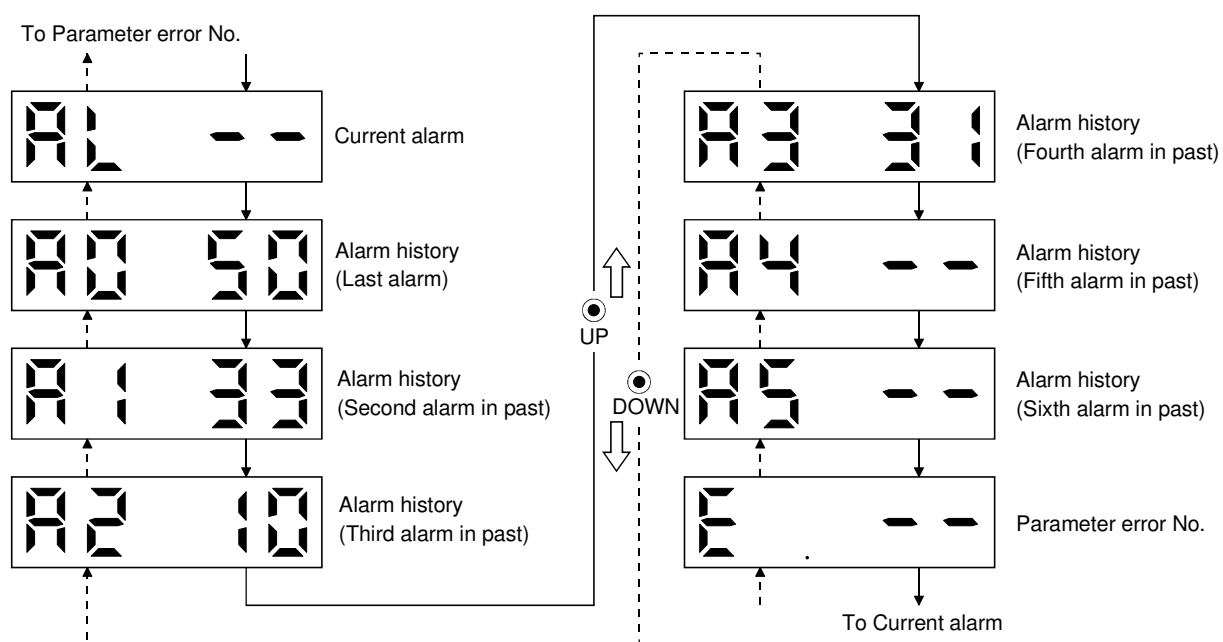 To Parameter error No.
AL --
Current alarm
A0 50
Alarm history
(Last alarm)
A1 33
Alarm history
(Second alarm in past)
A2 10
Alarm history
(Third alarm in past)
UP
DOWN
A3 31
Alarm history
(Fourth alarm in past)
A4 --
Alarm history
(Fifth alarm in past)
A5 --
Alarm history
(Sixth alarm in past)
E . --
Parameter error No.
To Current alarm